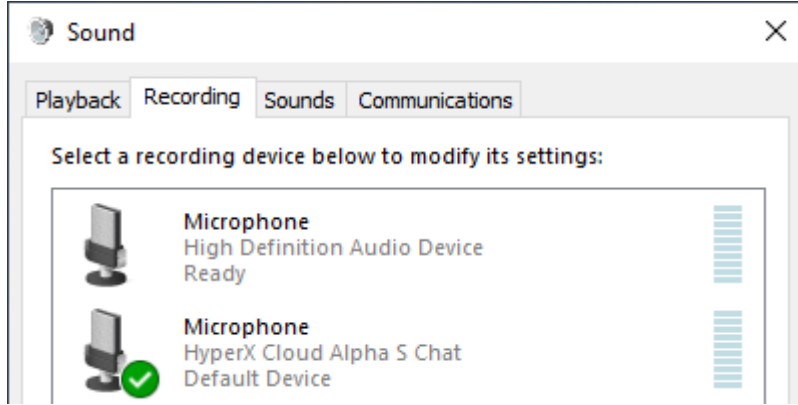 Sound
Playback Recording Sounds Communications
Select a recording device below to modify its settings:
Microphone
High Definition Audio Device
Ready
Microphone
HyperX Cloud Alpha S Chat
Default Device